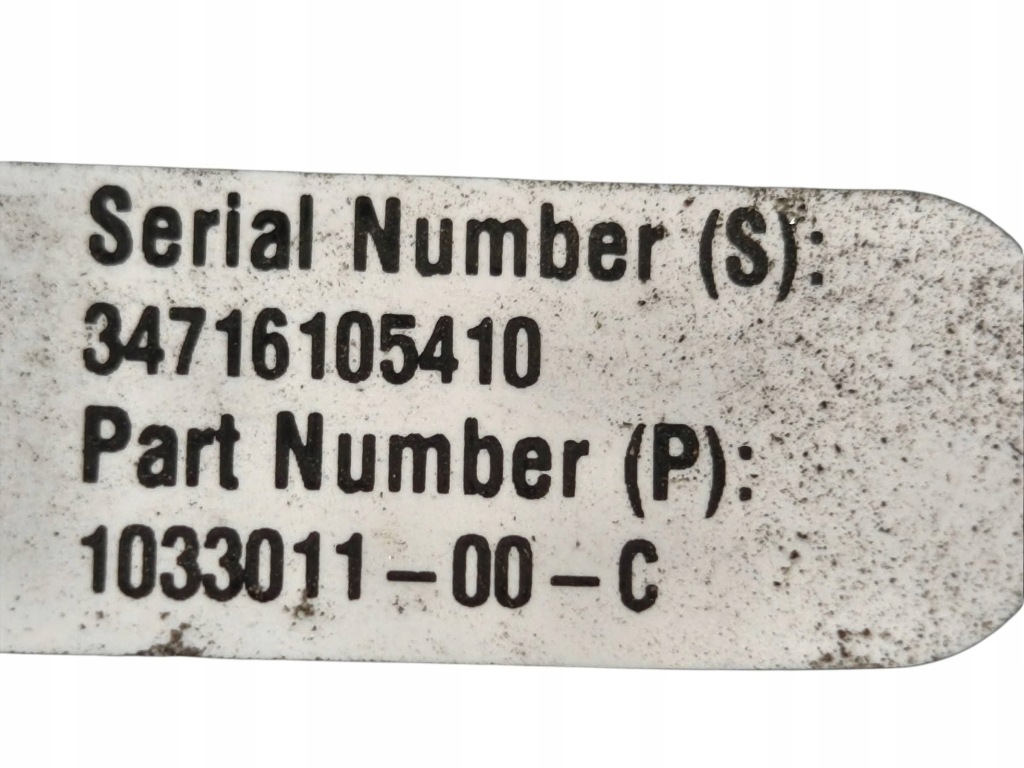 Serial Number (S):
34716105410
Part Number (P):
1033011-00-C